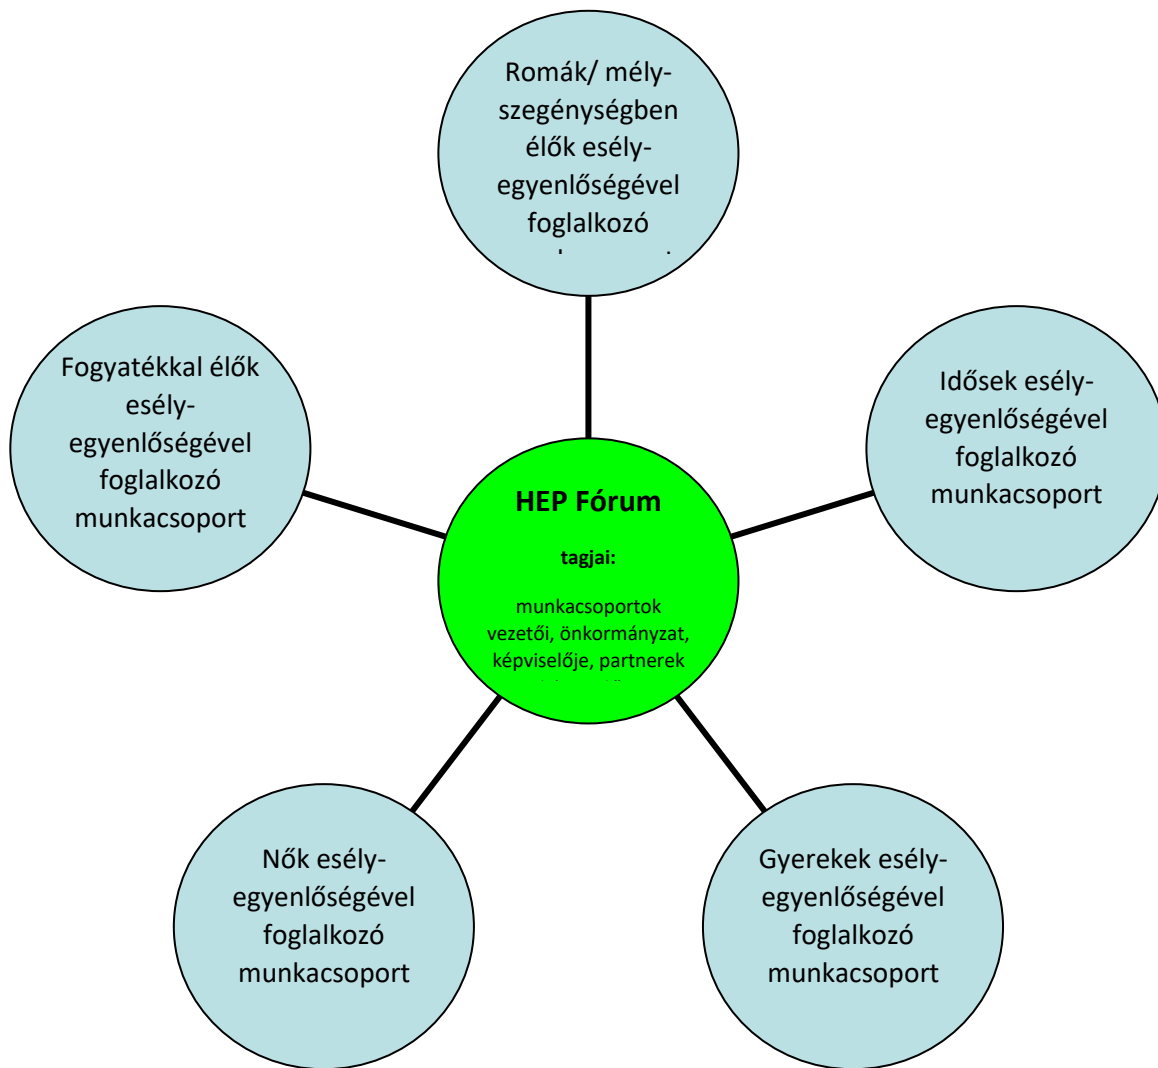 Romák/ mély-
szegénységben
élők esély-
egyenlőségével
foglalkozó
Fogyatékkal élők
esély-
egyenlőségével
foglalkozó
munkacsoport
Idősek esély-
egyenlőségével
foglalkozó
munkacsoport
HEP Fórum
tagjai:
munkacsoportok
vezetői, önkormányzat,
képviselője, partnerek
Nők esély-
egyenlőségével
foglalkozó
munkacsoport
Gyerekek esély-
egyenlőségével
foglalkozó
munkacsoport